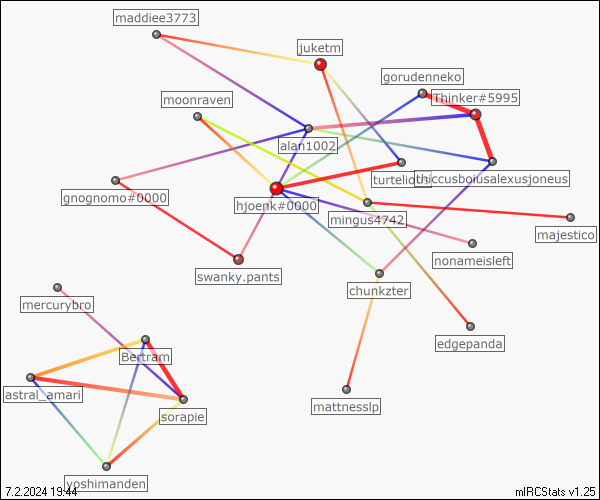 maddiee3773
juketm
gorudenneko
Thinker#5995
moonraven
alan1002
thiccusboiusalexusjoneus
gnognomo#0000
hjoenk#0000
mingus4742
majestico
nonameisleft
swanky.pants
chunkzter
mercurybro
edgepanda
Bertram
astral_amari
mattnesslp
sorapie
yoshimanden
7.2.2024 19:44
mIRCStats v1.25